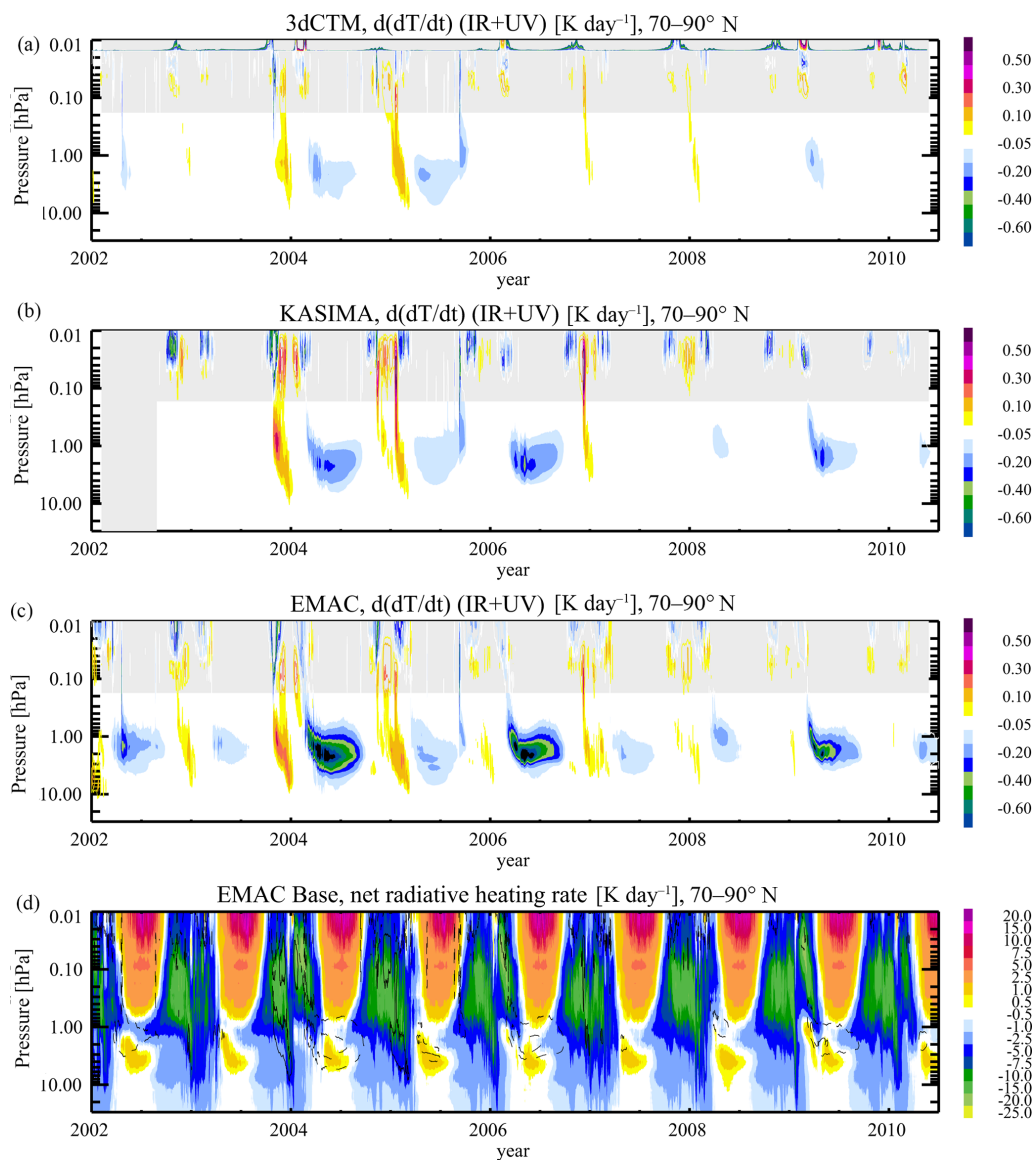 3dCTM, d(dT/dt) (IR+UV) [K day⁻¹], 70–90° N
(a)
Pressure [hPa]
0.01
0.10
1.00
10.00
2002 2004 2006 2008 2010
year
0.50
0.30
0.10
-0.05
-0.20
-0.40
-0.60
KASIMA, d(dT/dt) (IR+UV) [K day⁻¹], 70–90° N
(b)
Pressure [hPa]
0.01
0.10
1.00
10.00
2002 2004 2006 2008 2010
year
0.50
0.30
0.10
-0.05
-0.20
-0.40
-0.60
EMAC, d(dT/dt) (IR+UV) [K day⁻¹], 70–90° N
(c)
Pressure [hPa]
0.01
0.10
1.00
10.00
2002 2004 2006 2008 2010
year
0.50
0.30
0.10
-0.05
-0.20
-0.40
-0.60
EMAC Base, net radiative heating rate [K day⁻¹], 70–90° N
(d)
Pressure [hPa]
0.01
0.10
1.00
10.00
2002 2004 2006 2008 2010
year
20.0
15.0
10.0
7.5
5.0
2.5
1.0
0.5
-0.5
-1.0
-2.5
-5.0
-7.5
-10.0
-15.0
-20.0
-25.0